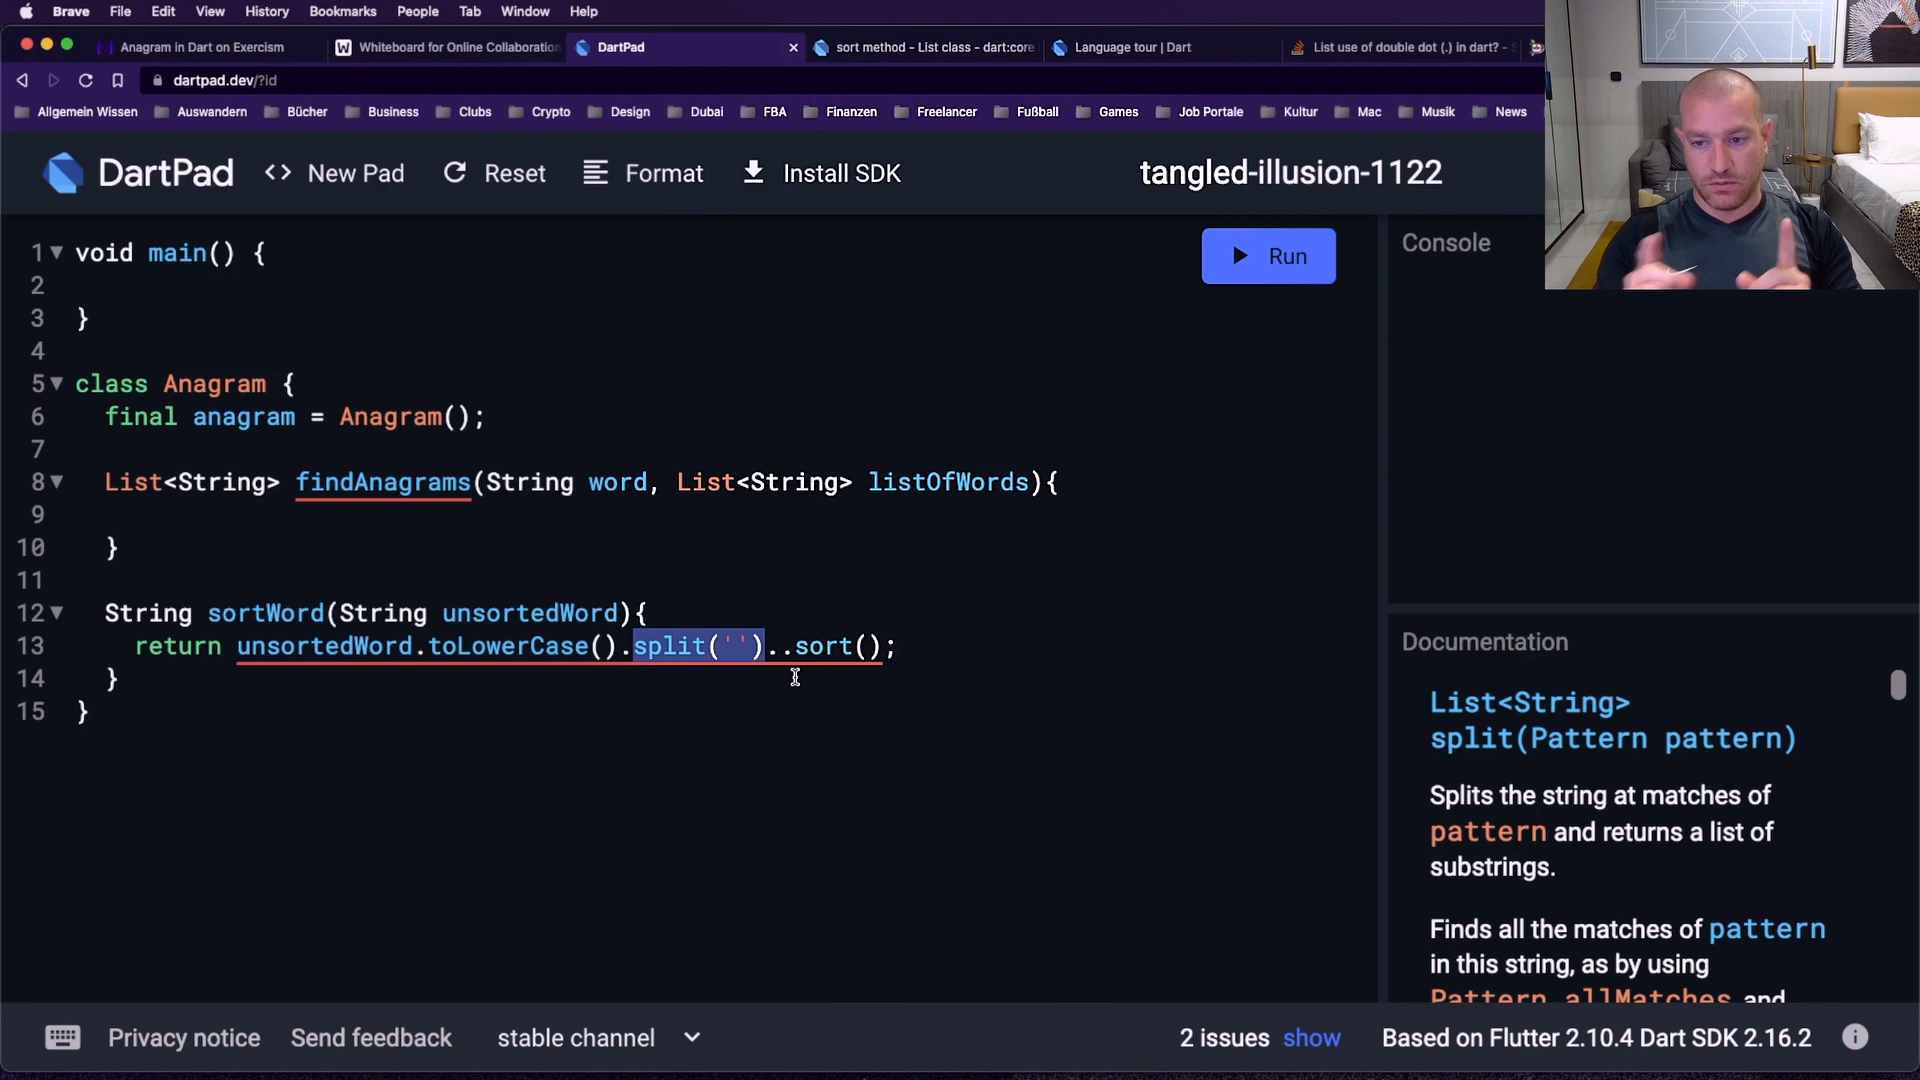 Brave File Edit View History Bookmarks People Tab Window Help
Anagram in Dart on Exercism
Whiteboard for Online Collaboration
DartPad
sort method - List class - dart:core
Language tour | Dart
List use of double dot (.) in dart? -
dartpad.dev/?id
Allgemein Wissen Auswandern Bücher Business Clubs Crypto Design Dubai FBA Finanzen Freelancer Fußball Games Job Portale Kultur Mac Musik News
DartPad <> New Pad Reset Format Install SDK tangled-illusion-1122
Run
Console
1 void main() {
2
3 }
4
5 class Anagram {
6 final anagram = Anagram();
7
8 List<String> findAnagrams(String word, List<String> listOfWords){
9
10 }
11
12 String sortWord(String unsortedWord){
13 return unsortedWord.toLowerCase().split('')..sort();
14 }
15 }
Documentation
List<String>
split(Pattern pattern)
Splits the string at matches of
pattern and returns a list of
substrings.
Finds all the matches of pattern
in this string, as by using
Pattern.allMatches and
Privacy notice Send feedback stable channel 2 issues show Based on Flutter 2.10.4 Dart SDK 2.16.2